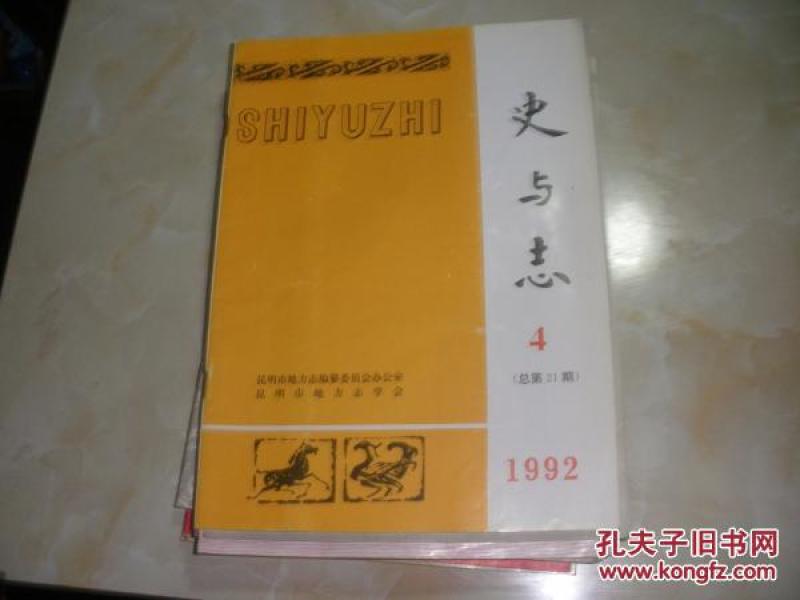 SHIYUZHI
史与志
4
(总第21期)
昆明市地方志编纂委员会办公室
昆明市地方志学会
1992
孔夫子旧书网
www.kongfz.com